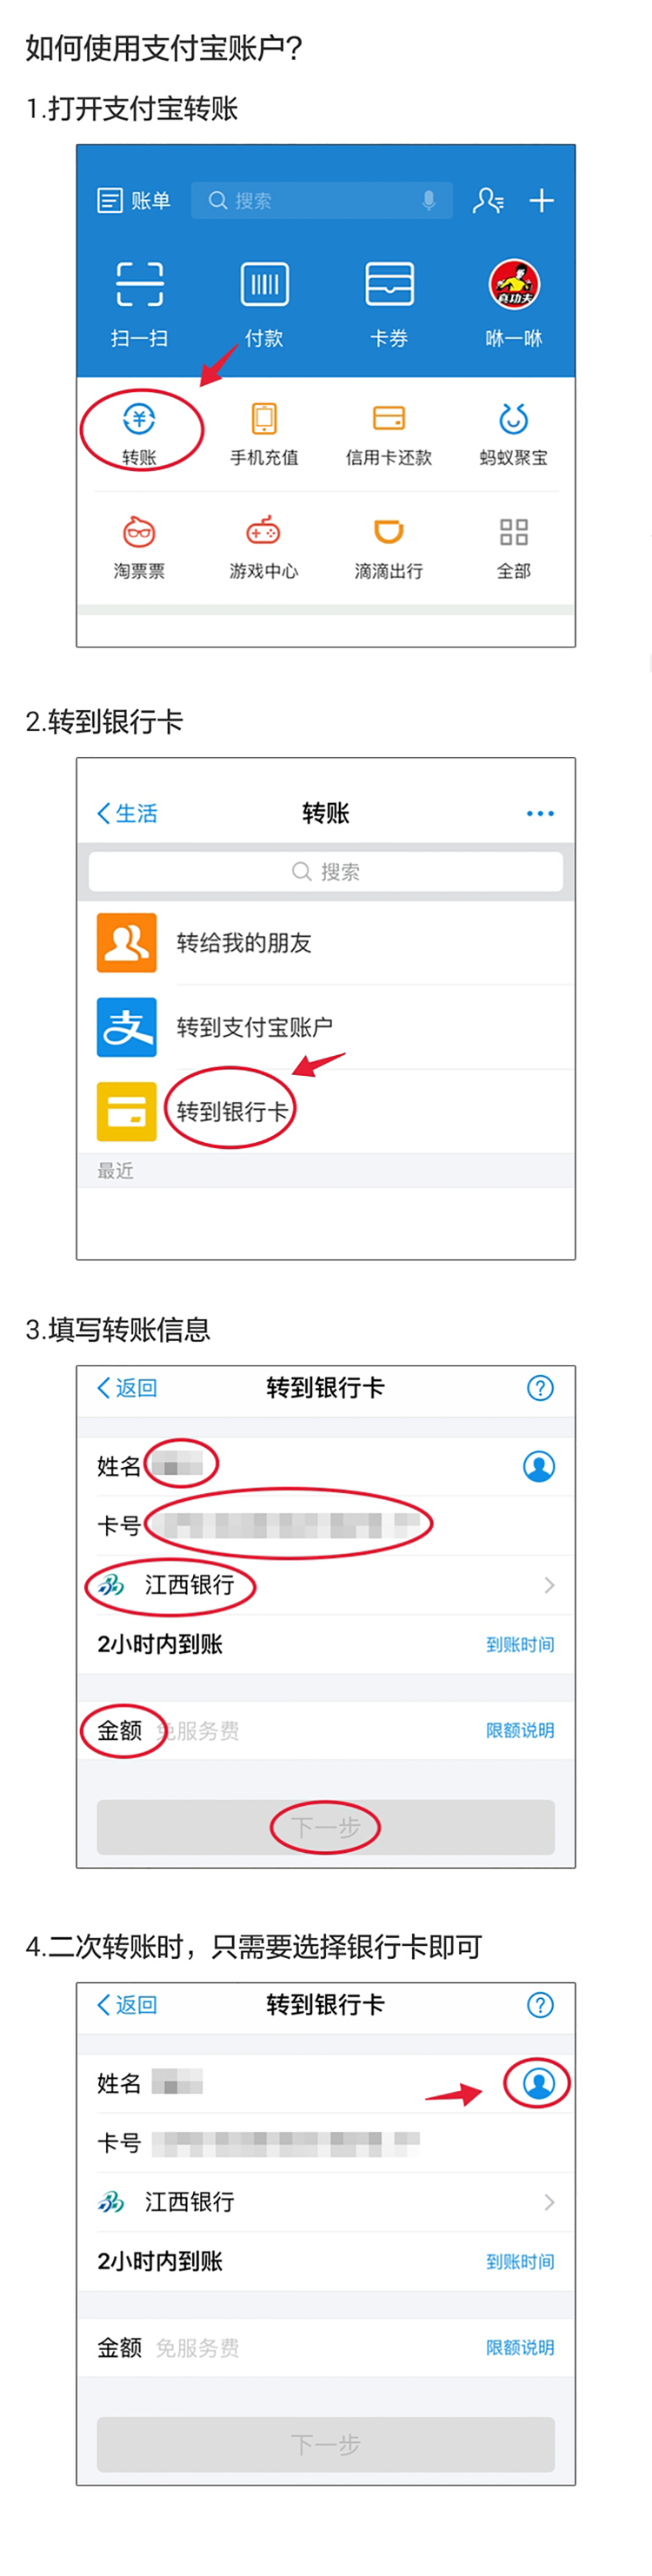 如何使用支付宝账户?
1.打开支付宝转账
账单 搜索
扫一扫 付款 卡券 咻一咻
真功夫
转账 手机充值 信用卡还款 蚂蚁聚宝
淘票票 游戏中心 滴滴出行 全部
2.转到银行卡
生活 转账
搜索
转给我的朋友
支 转到支付宝账户
转到银行卡
最近
3.填写转账信息
返回 转到银行卡 ?
姓名
卡号
江西银行
2小时内到账 到账时间
金额 免服务费 限额说明
下一步
4.二次转账时，只需要选择银行卡即可
返回 转到银行卡 ?
姓名
卡号
江西银行
2小时内到账 到账时间
金额 免服务费 限额说明
下一步